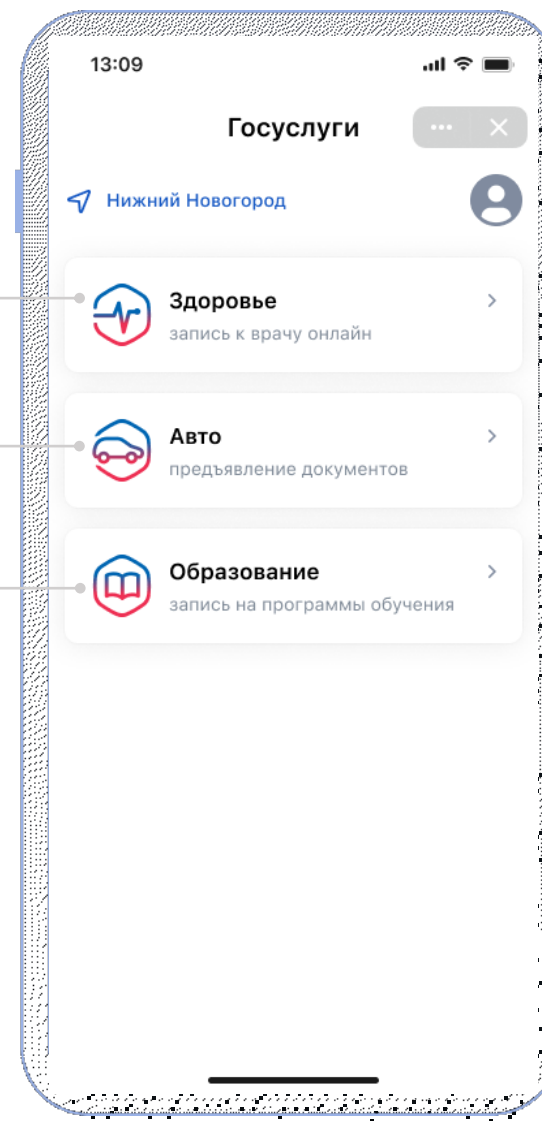 13:09
Госуслуги
Нижний Новогород
Здоровье
запись к врачу онлайн
Авто
предъявление документов
Образование
запись на программы обучения